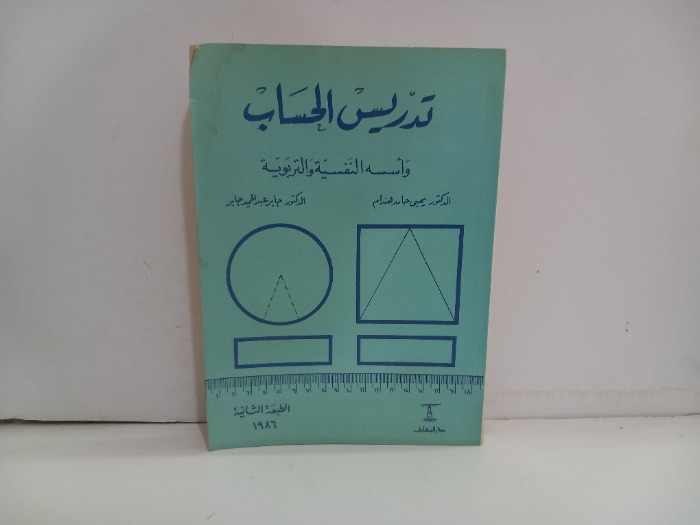 تدريس الحساب
وأسسه النفسية والتربوية
الدكتور يحيى حامد هندام
الدكتور جابر عبد الحميد جابر
الطبعة الثانية
١٩٨٦
دار المعارف